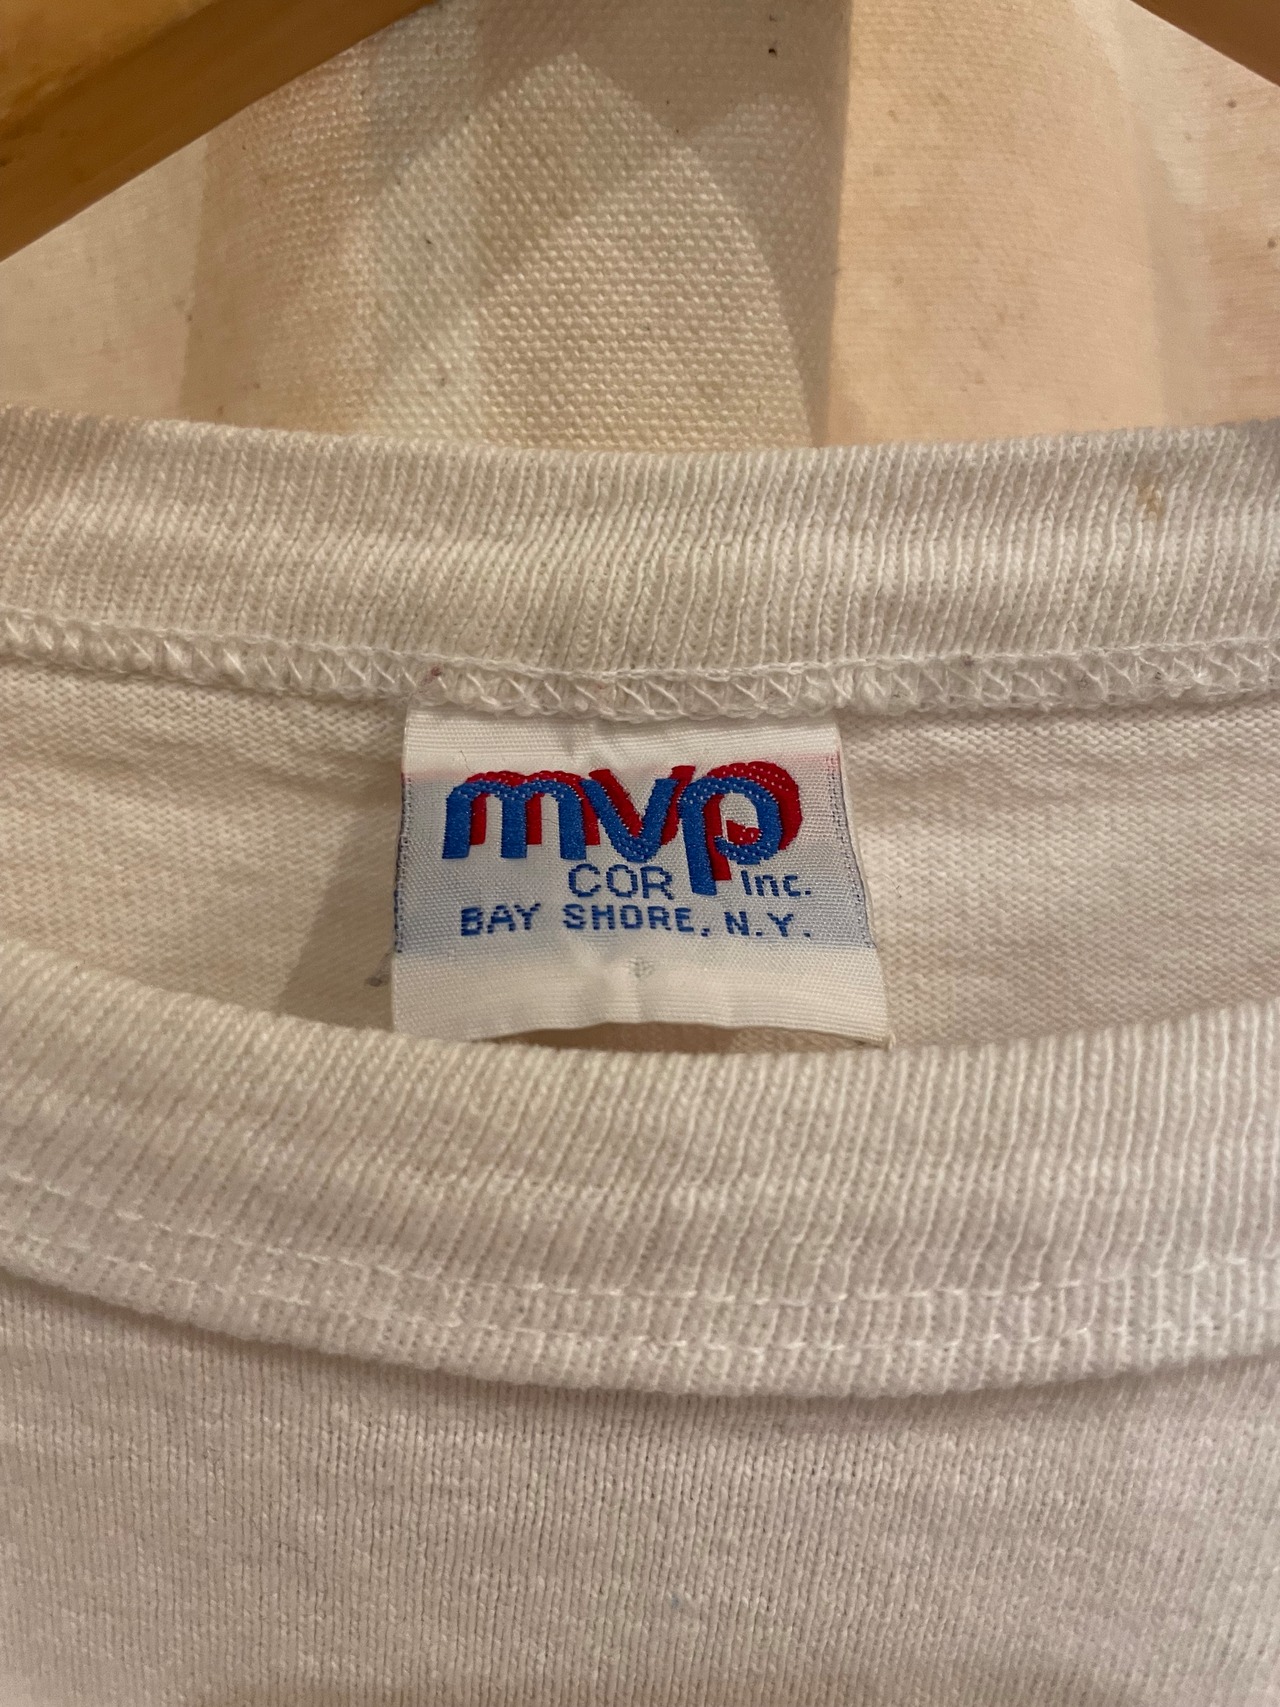 mvp
COR Inc.
BAY SHORE, N.Y.